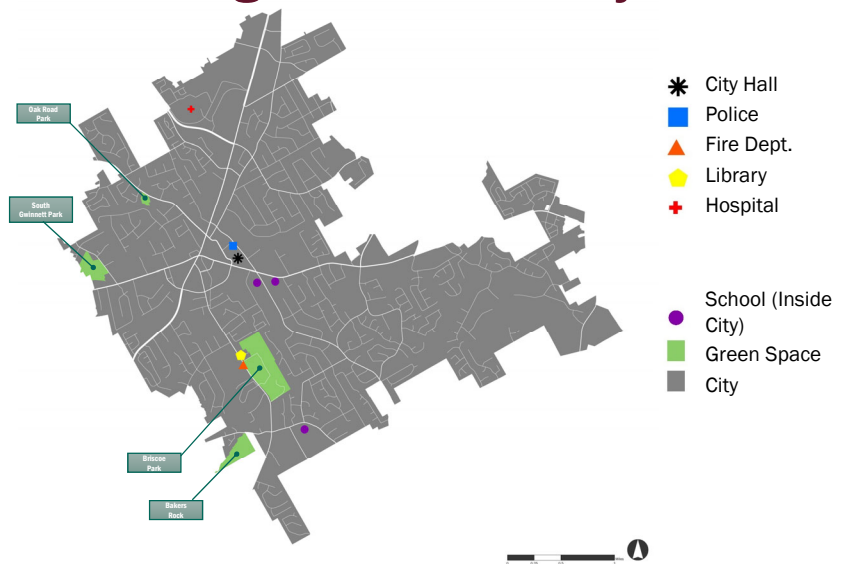 Oak Road
Park
South
Gwinnett Park
Briscoe
Park
Bakers
Rock
City Hall
Police
Fire Dept.
Library
Hospital
School (Inside
City)
Green Space
City